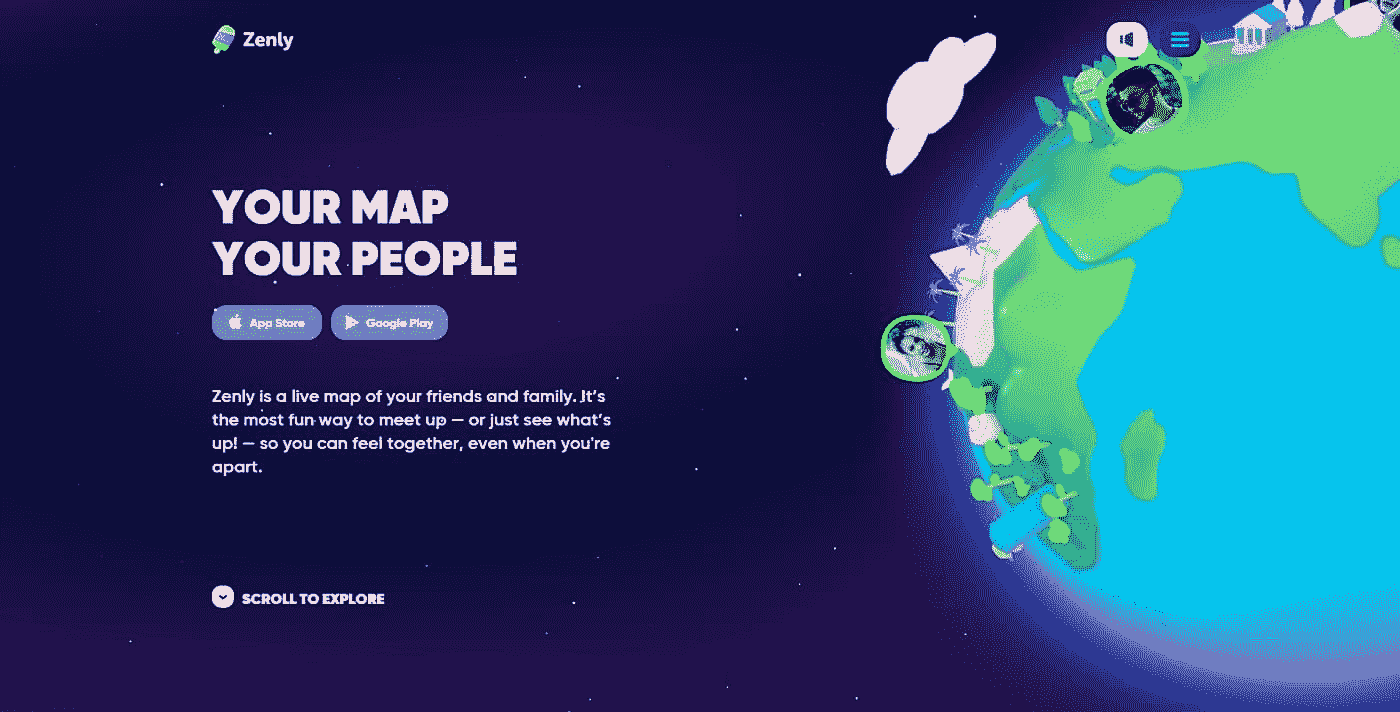 Zenly
YOUR MAP
YOUR PEOPLE
App Store
Google Play
Zenly is a live map of your friends and family. It's
the most fun way to meet up — or just see what's
up! — so you can feel together, even when you're
apart.
SCROLL TO EXPLORE